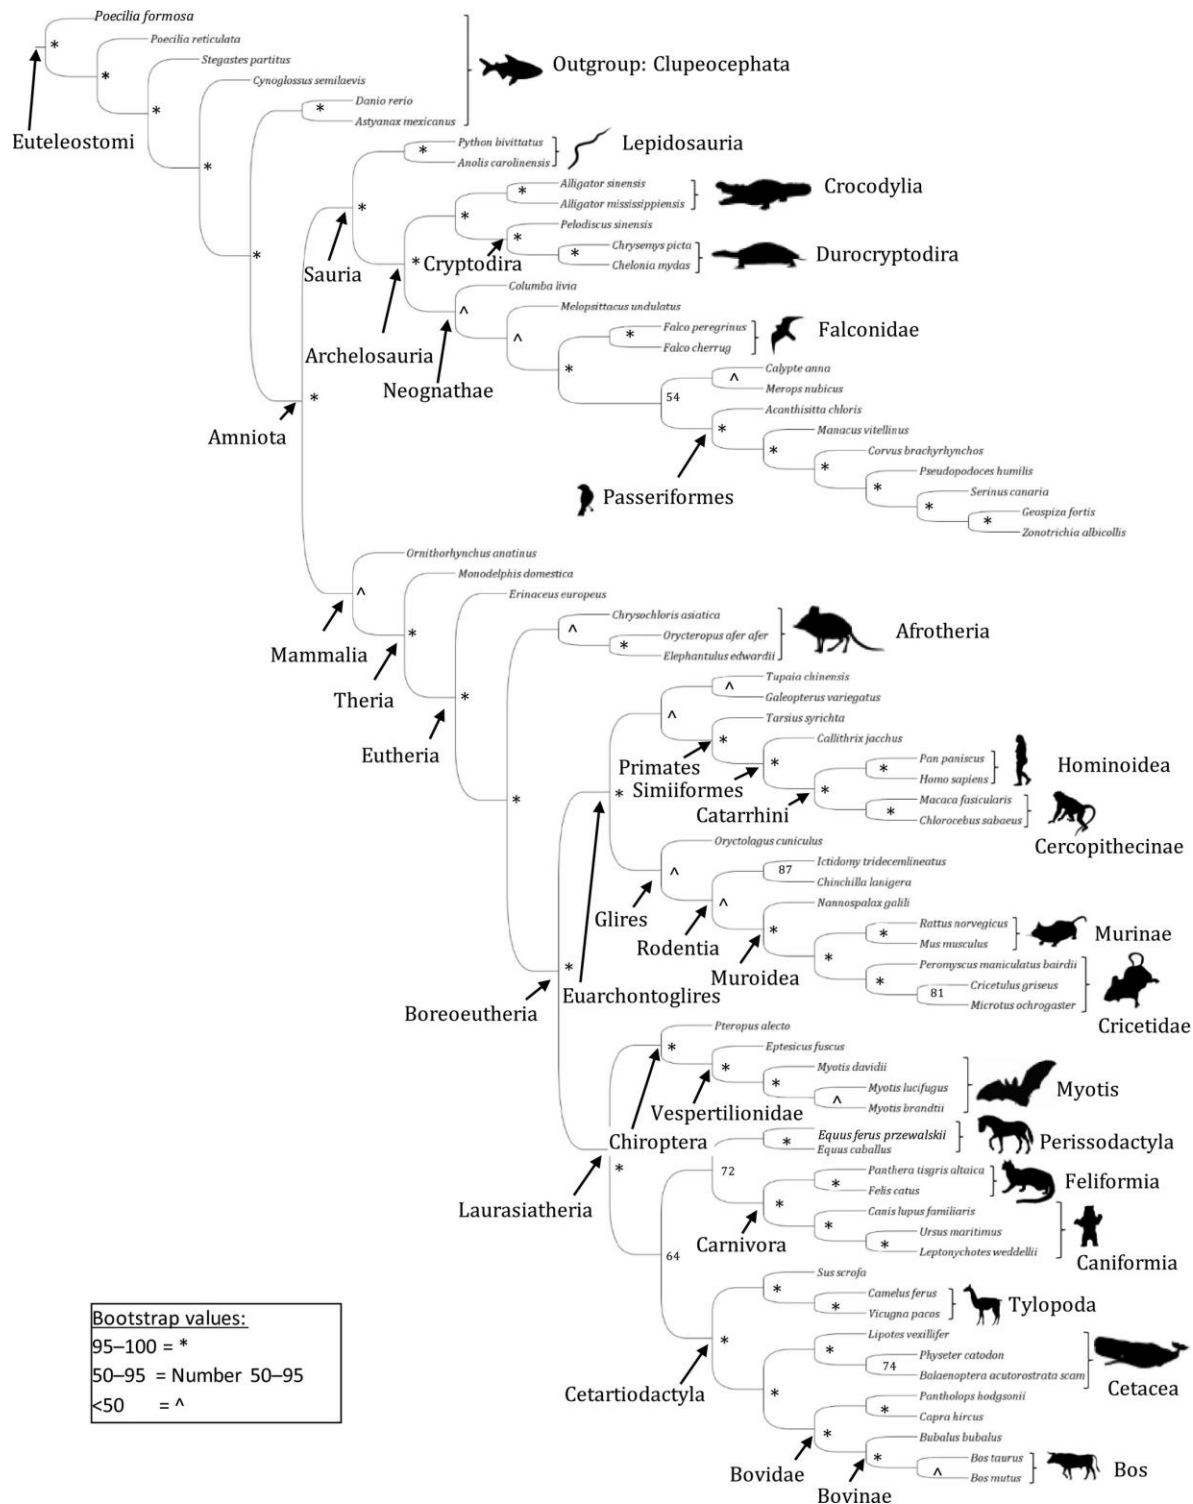 Poecilia formosa
Poecilia reticulata
*
Stegastes partitus
*
Outgroup: Clupeocephata
Cynoglossus semilaevis
*
Danio rerio
*
Astyanax mexicanus
Euteleostomi
Python bivittatus
*
Lepidosauria
Anolis carolinensis
*
Alligator sinensis
*
Crocodylia
Alligator mississippiensis
*
*
Pelodiscus sinensis
*
Chrysemys picta
*
Durocryptodira
*
* Cryptodira
Chelonia mydas
Sauria
Columba livia
Melopsittacus undulatus
^
Falco peregrinus
*
Falconidae
^
Falco cherrug
Archelosauria
Calypte anna
*
^
Neognathae
Merops nubicus
54
*
Acanthisitta chloris
*
Manacus vitellinus
Amniota
*
Corvus brachyrhynchos
^
Pseudopodoces humilis
*
Serinus canaria
Passeriformes
*
Geospiza fortis
*
Zonotrichia albicollis
Ornithorhynchus anatinus
Monodelphis domestica
^
Erinaceus europeus
Chrysochloris asiatica
^
Afrotheria
*
Orycteropus afer afer
*
Mammalia
Elephantulus edwardii
Tupaia chinensis
^
Theria
*
Galeopterus variegatus
^
Tarsius syrichta
*
Callithrix jacchus
Eutheria
Primates
*
Pan paniscus
*
Hominoidea
Simiiformes
*
Homo sapiens
*
*
Macaca fasicularis
*
Catarrhini
Chlorocebus sabaeus
Oryctolagus cuniculus
Cercopithecinae
Ictidomy tridecemlineatus
^
87
Chinchilla lanigera
Glires
^
Nannospalax galili
Rodentia
*
Rattus norvegicus
*
Murinae
Mus musculus
*
Muroidea
*
Peromyscus maniculatus bairdii
*
Euarchontoglires
Cricetulus griseus
81
Boreoeutheria
Microtus ochrogaster
Cricetidae
Pteropus alecto
*
Eptesicus fuscus
*
Myotis davidii
*
Myotis lucifugus
Myotis
^
Vespertilionidae
Myotis brandtii
Equus ferus przewalskii
Chiroptera
*
Perissodactyla
Equus caballus
*
72
Panthera tisgris altaica
*
Feliformia
Felis catus
*
Laurasiatheria
Canis lupus familiaris
*
Ursus maritimus
*
Carnivora
64
Leptonychotes weddellii
Caniformia
Sus scrofa
*
Camelus ferus
*
Tylopoda
Vicugna pacos
Lipotes vexillifer
*
*
Physeter catodon
74
Balaenoptera acutorostrata scam
Cetartiodactyla
*
Cetacea
Pantholops hodgsonii
*
Capra hircus
*
Bubalus bubalus
*
Bos taurus
Bovidae
^
Bos
Bos mutus
Bovinae
Bootstrap values:
95–100 = *
50–95 = Number 50–95
<50 = ^